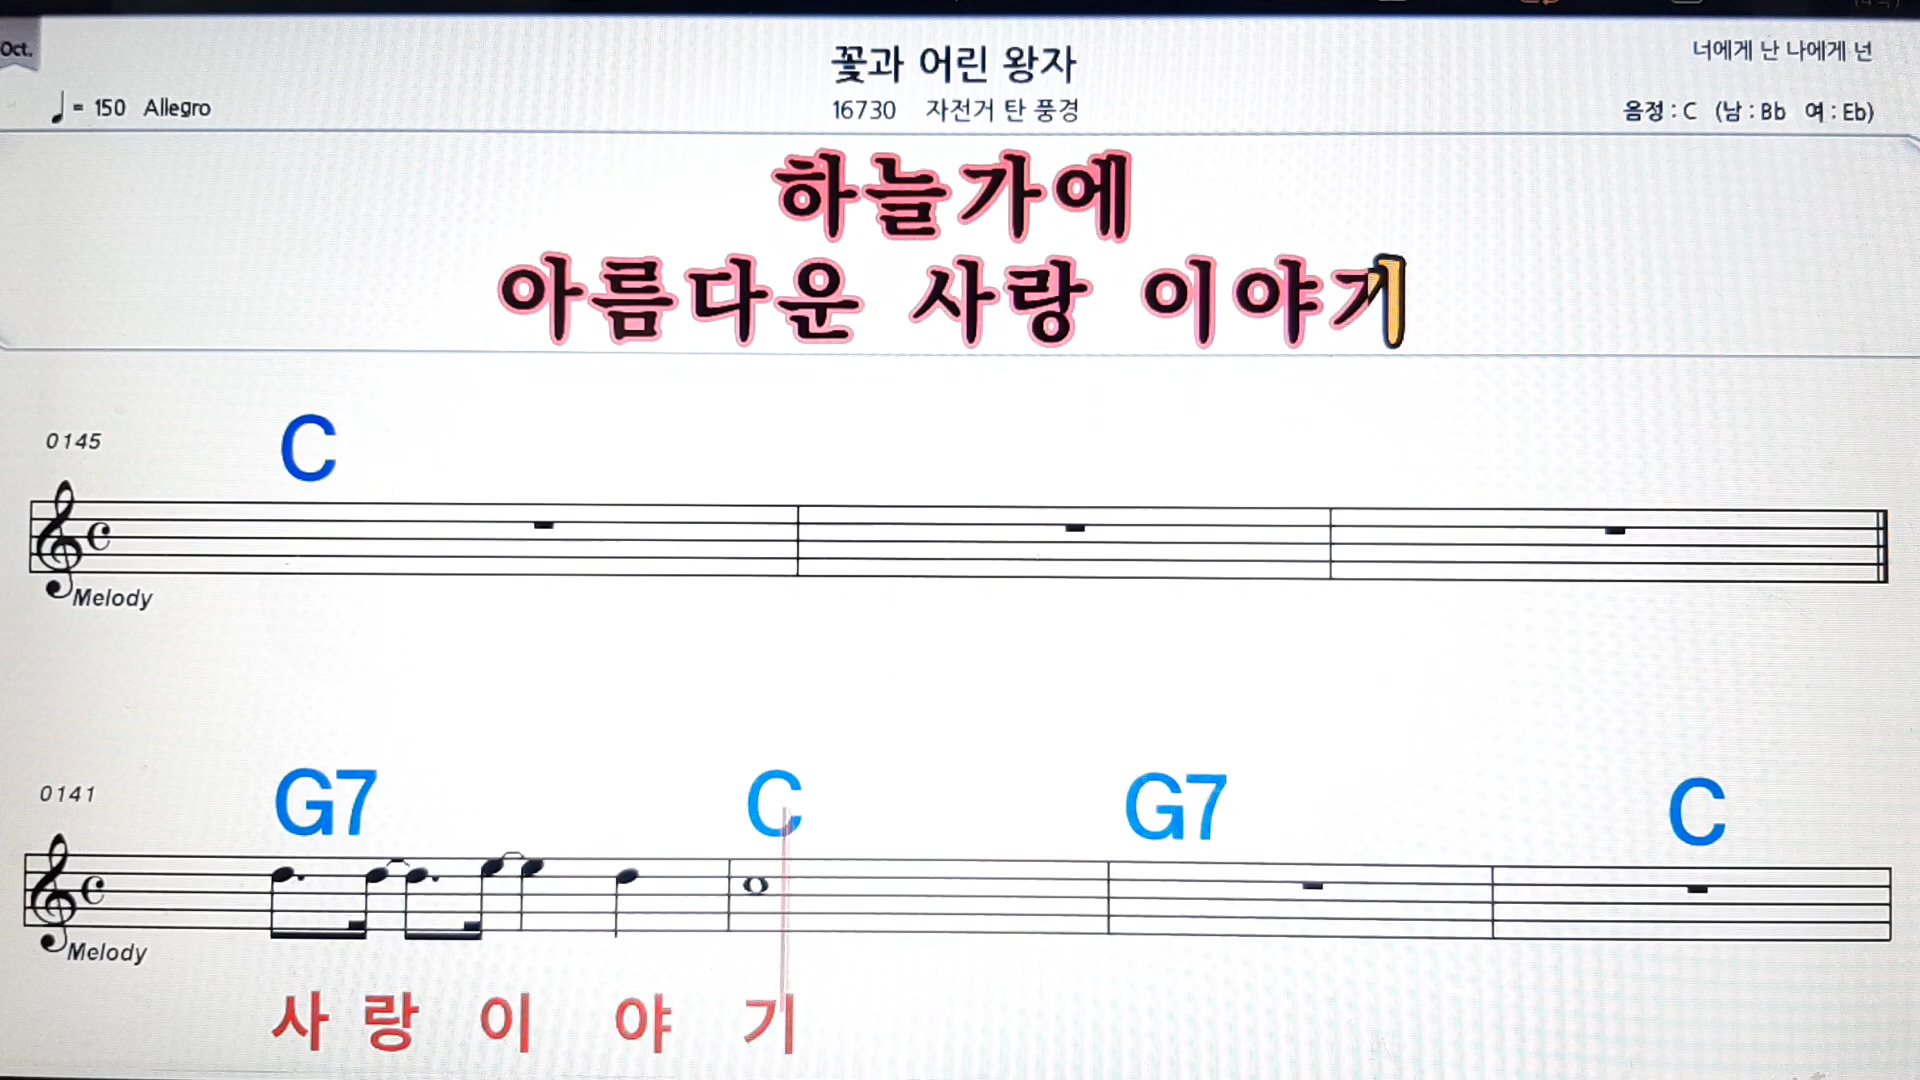 Oct.
꽃과 어린 왕자
너에게 난 나에게 넌
= 150 Allegro
16730 자전거 탄 풍경
음정 : C (남 : Bb 여 : Eb)
하늘가에
아름다운 사랑 이야기
0145
C
Melody
0141
G7 C G7 C
Melody
사 랑 이 야 기